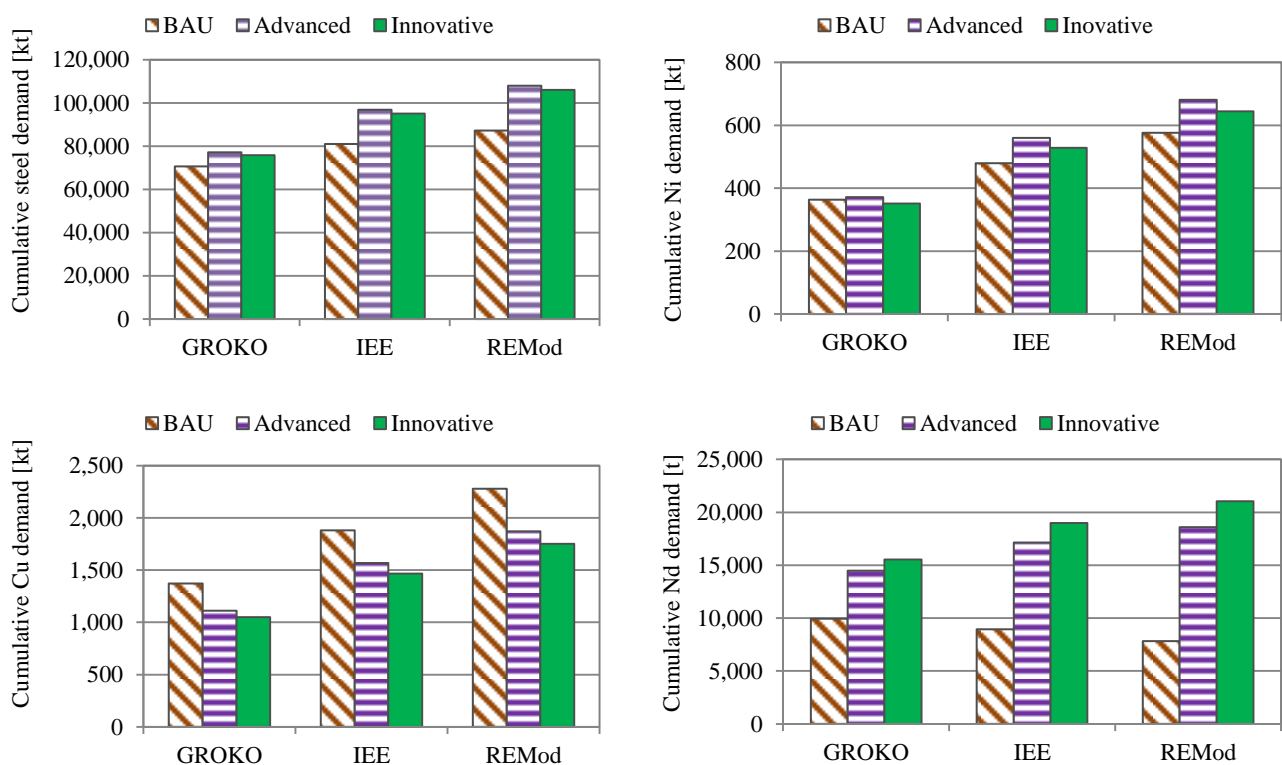 BAU Advanced Innovative
Cumulative steel demand [kt]
120,000
100,000
80,000
60,000
40,000
20,000
0
GROKO IEE REMod
BAU Advanced Inovative
Cumulative Ni demand [kt]
800
600
400
200
0
GROKO IEE REMod
BAU Advanced Innovative
Cumulative Cu demand [kt]
2,500
2,000
1,500
1,000
500
0
GROKO IEE REMod
BAU Advanced Innovative
Cumulative Nd demand [t]
25,000
20,000
15,000
10,000
5,000
0
GROKO IEE REMod